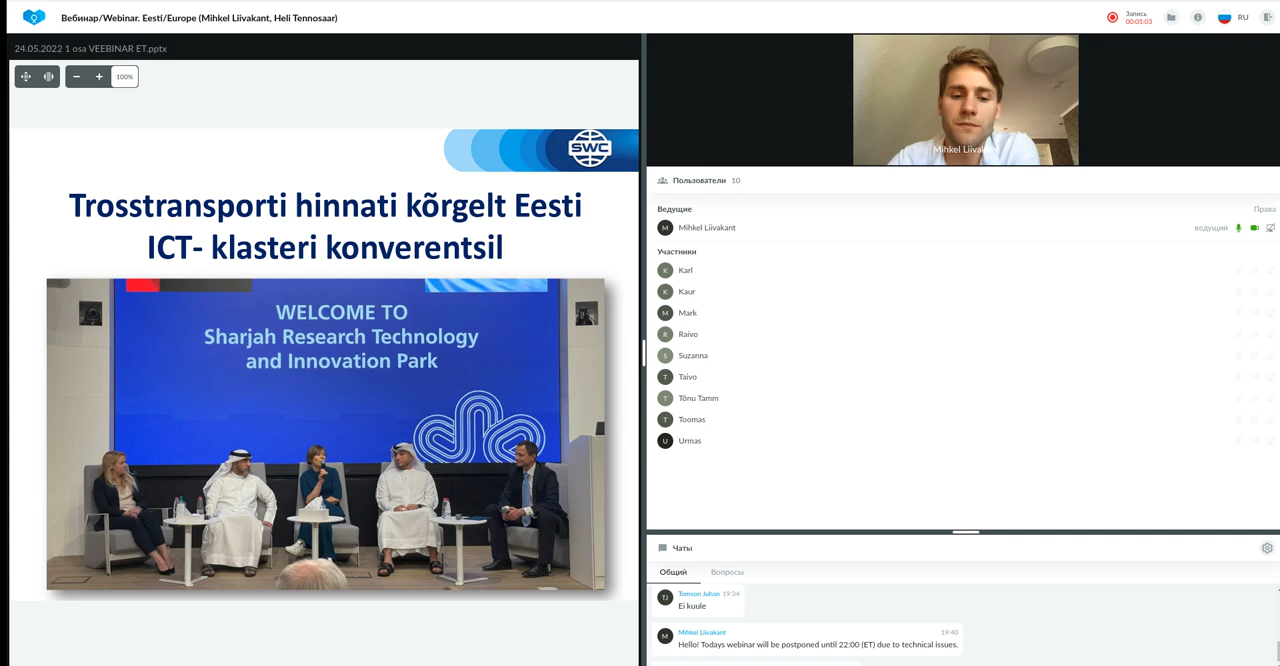 Вебинар/Webinar. Eesti/Europe (Mihkel Liivakant, Heli Tennosaar)
Запись
00:05:03
RU
24.05.2022 1 osa VEEBINAR ET.pptx
100%
SWC
Trosstransporti hinnati kõrgelt Eesti
ICT- klasteri konverentsil
WELCOME TO
Sharjah Research Technology
and Innovation Park
Mihkel Liivakant
Пользователи 10
Ведущие Права
M Mihkel Liivakant ведущий
Участники
K Karl
K Kaur
M Mark
R Raivo
S Suzanna
T Taivo
T Tõnu Tamm
T Toomas
U Urmas
Чаты
Общий Вопросы
TJ Tomson Juhan 19:34
Ei kuule
M Mihkel Liivakant 19:40
Hello! Todays webinar will be postponed until 22:00 (ET) due to technical issues.